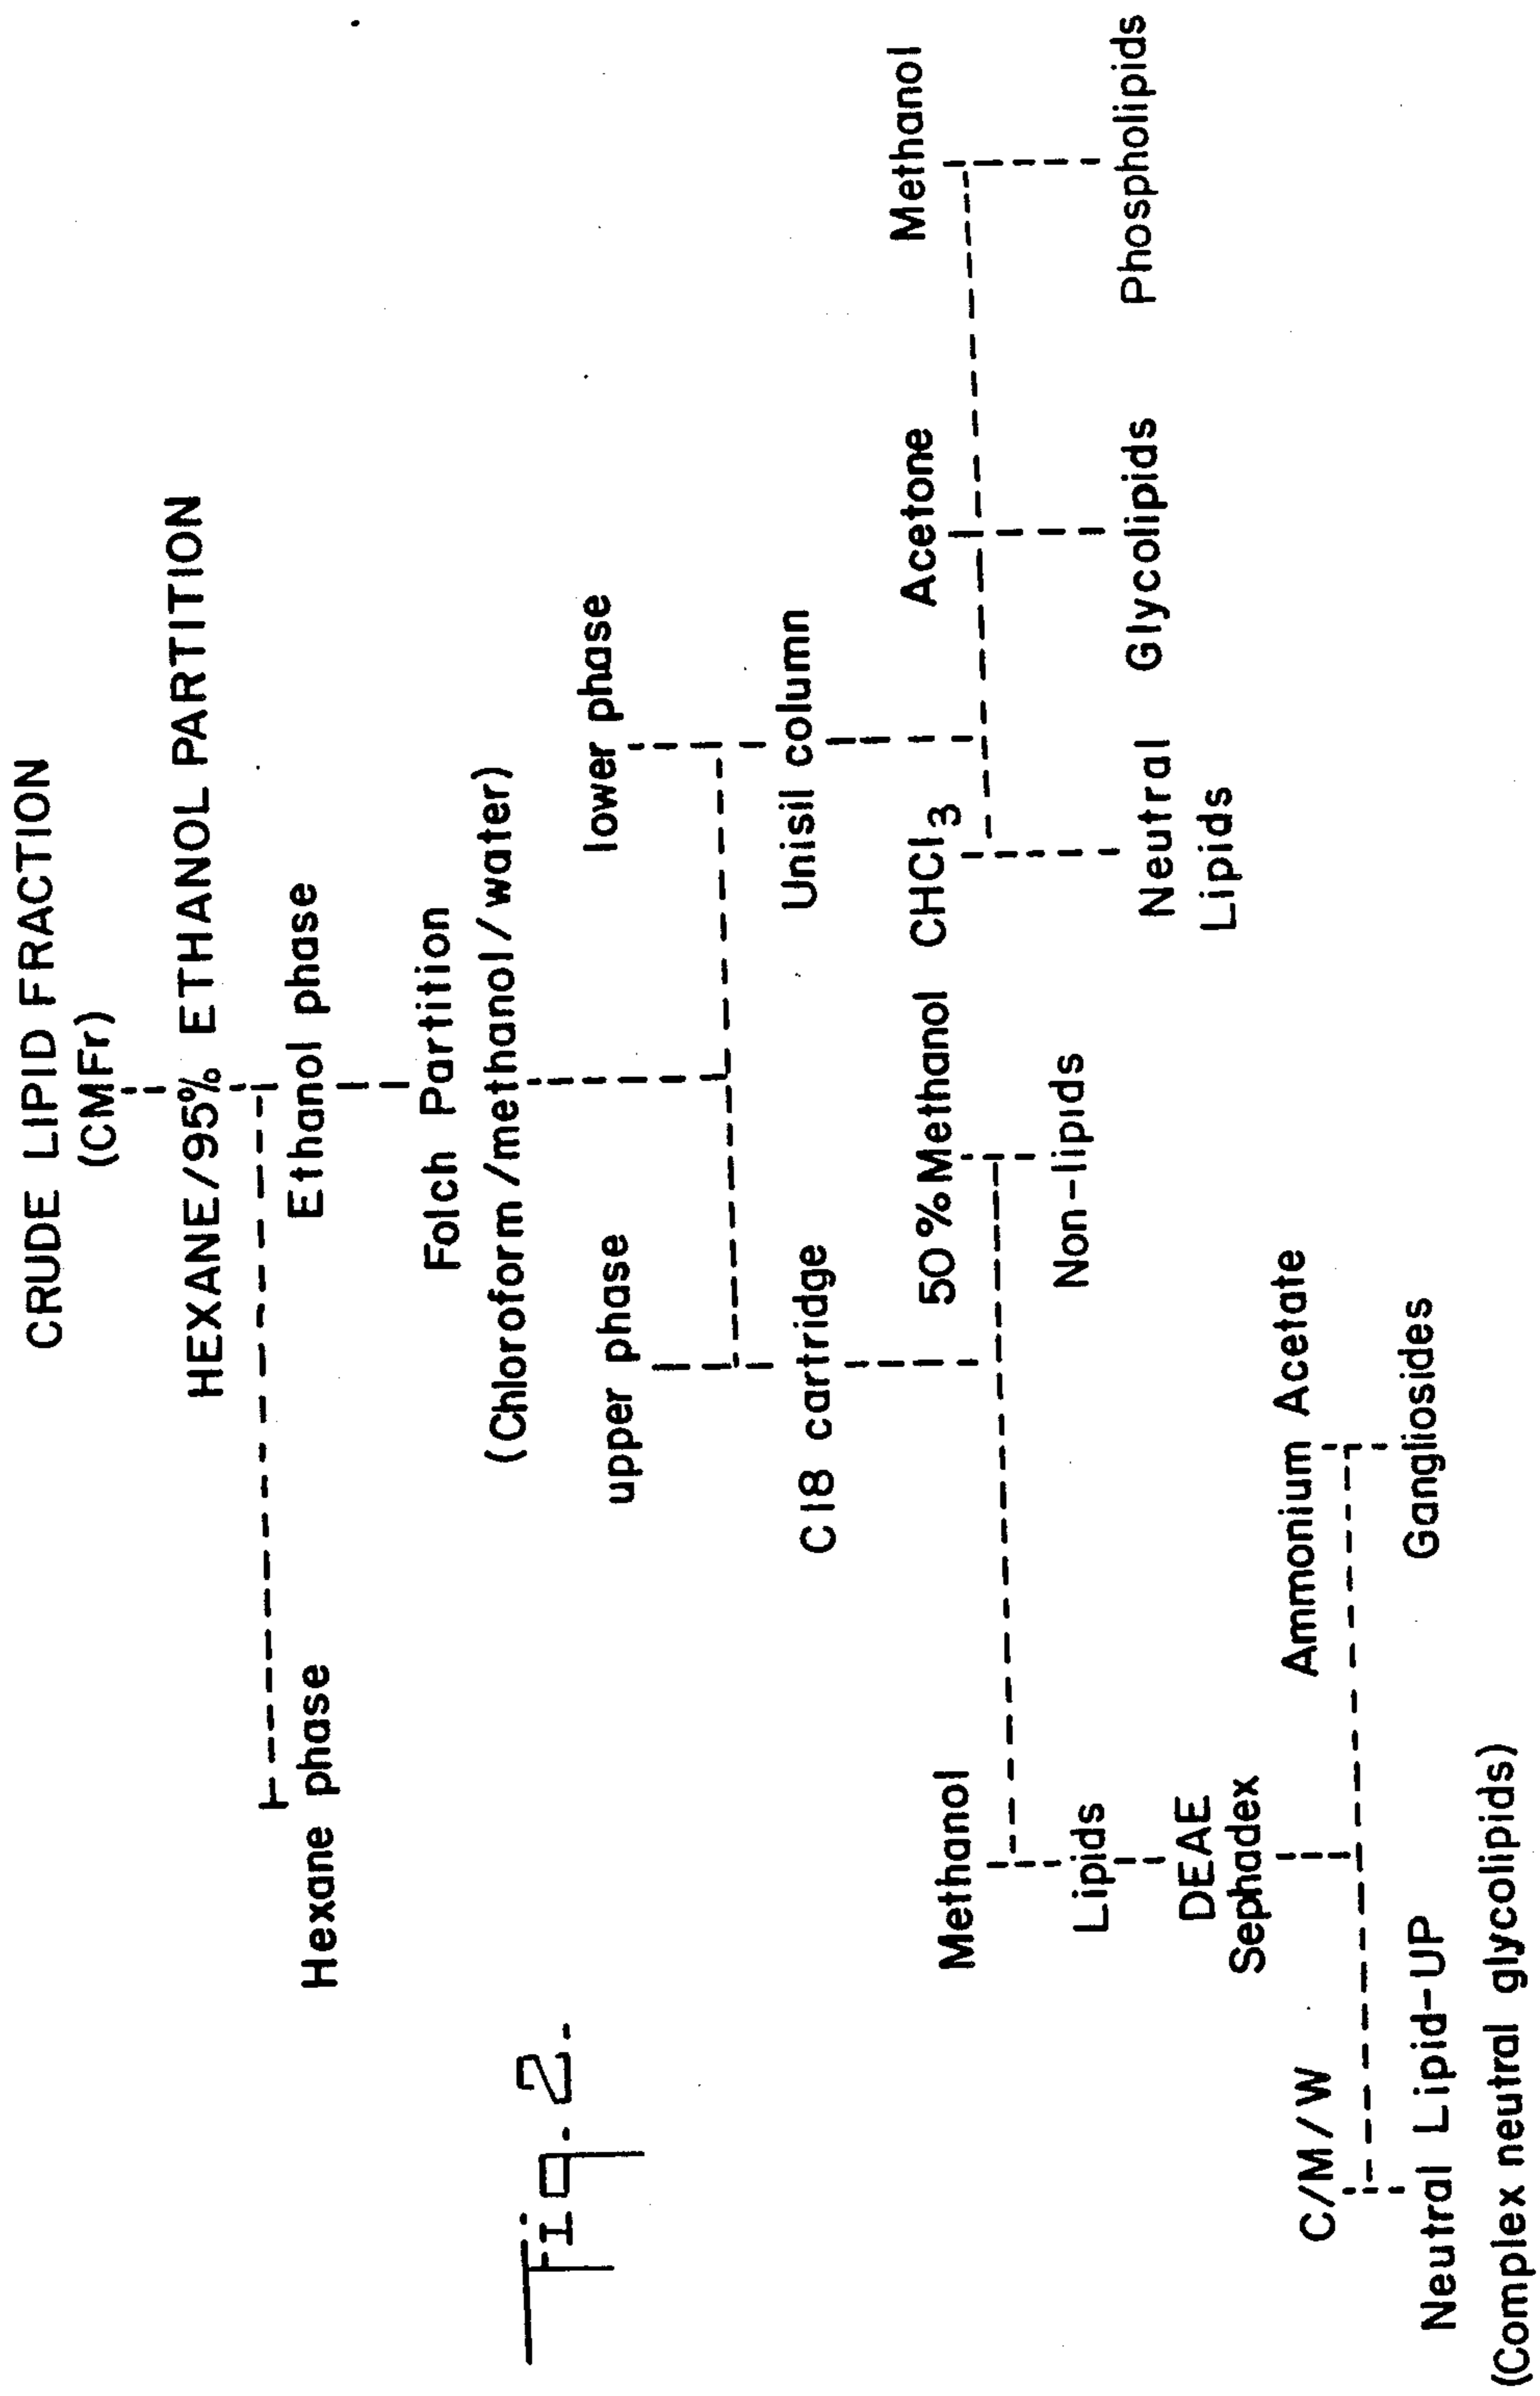 CRUDE LIPID FRACTION
(CMFr)
HEXANE/95% ETHANOL PARTITION
Hexane phase
Ethanol phase
Folch Partition
(Chloroform/methanol/water)
Fig. 2.
upper phase
lower phase
C18 cartridge
Unisil column
Methanol
50% Methanol
CHCl3
Acetone
Methanol
Lipids
Non-lipids
Neutral
Lipids
Glycolipids
Phospholipids
DEAE
Sephadex
C/M/W
Ammonium Acetate
Neutral Lipid-UP
(Complex neutral glycolipids)
Gangliosides